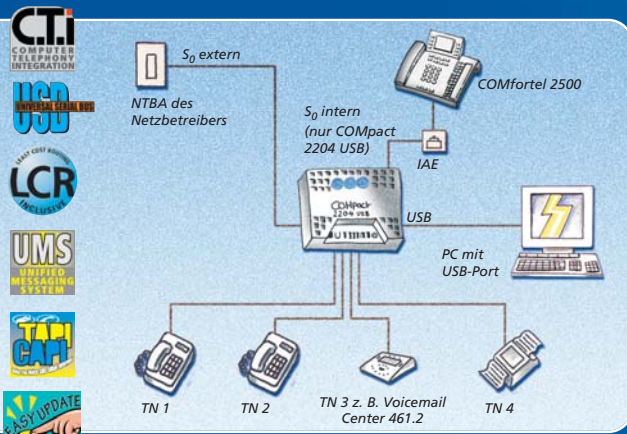 C.T.I
COMPUTER
TELEPHONY
INTEGRATION
USB
UNIVERSAL SERIAL BUS
LEAST COST ROUTING
LCR
INCLUSIVE
UMS
UNIFIED
MESSAGING
SYSTEM
TAPI
CAPI
EASY UPDATE
S0 extern
NTBA des
Netzbetreibers
S0 intern
(nur COMpact
2204 USB)
COMfortel 2500
IAE
COMpact
2204 USB
USB
PC mit
USB-Port
TN 1
TN 2
TN 3 z. B. Voicemail
Center 461.2
TN 4